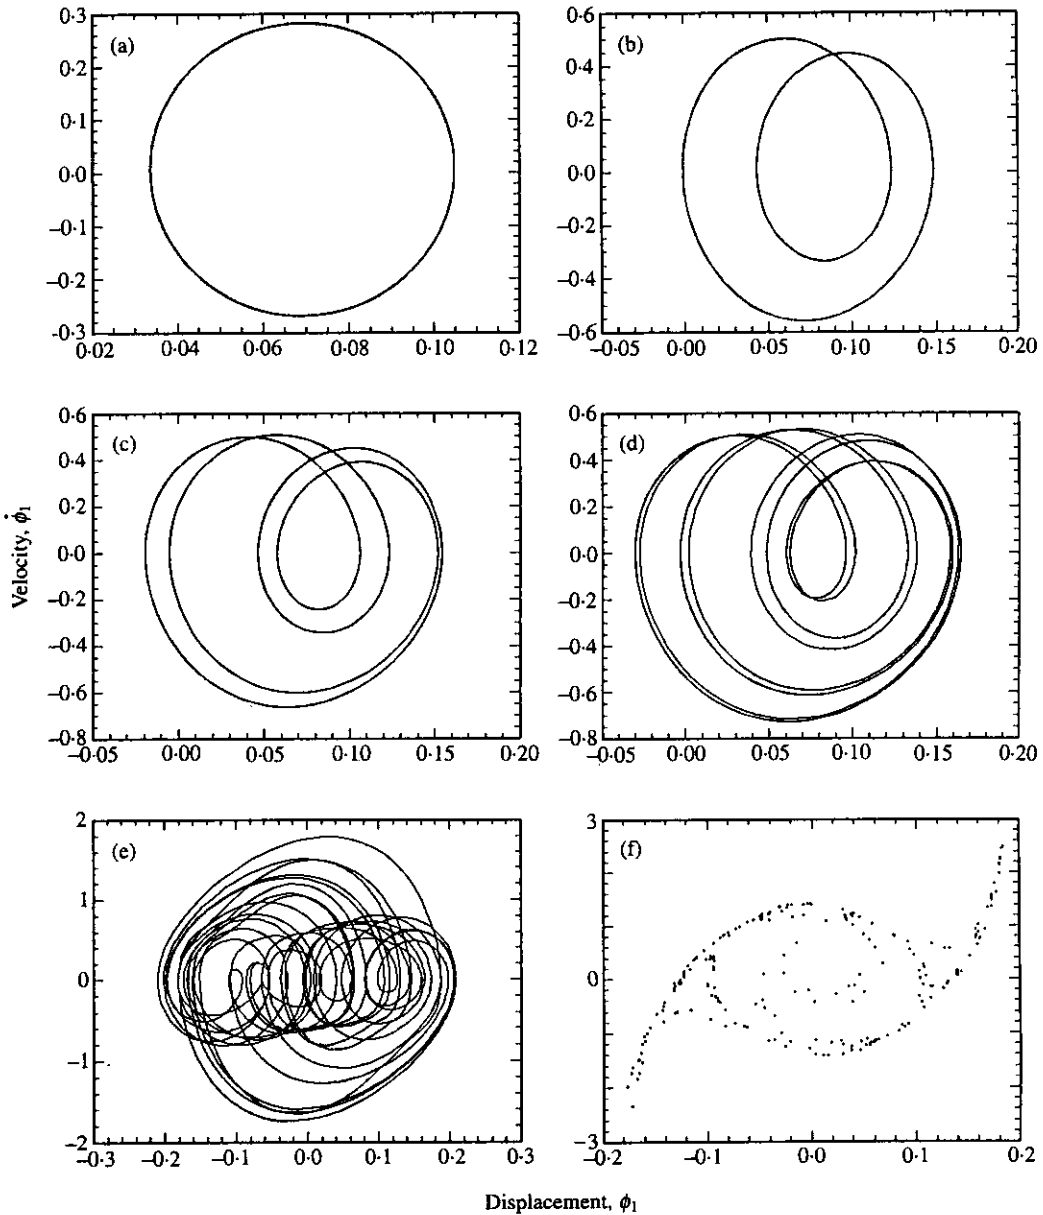 (a)
0·3
0·2
0·1
0·0
−0·1
−0·2
−0·3
0·02 0·04 0·06 0·08 0·10 0·12
(b)
0·6
0·4
0·2
0·0
−0·2
−0·4
−0·6
−0·05 0·00 0·05 0·10 0·15 0·20
Velocity, ϕ̇₁
(c)
0·6
0·4
0·2
0·0
−0·2
−0·4
−0·6
−0·8
−0·05 0·00 0·05 0·10 0·15 0·20
(d)
0·6
0·4
0·2
0·0
−0·2
−0·4
−0·6
−0·8
−0·05 0·00 0·05 0·10 0·15 0·20
(e)
2
1
0
−1
−2
−0·3 −0·2 −0·1 0·0 0·1 0·2 0·3
(f)
3
0
−3
−0·2 −0·1 0·0 0·1 0·2
Displacement, ϕ₁